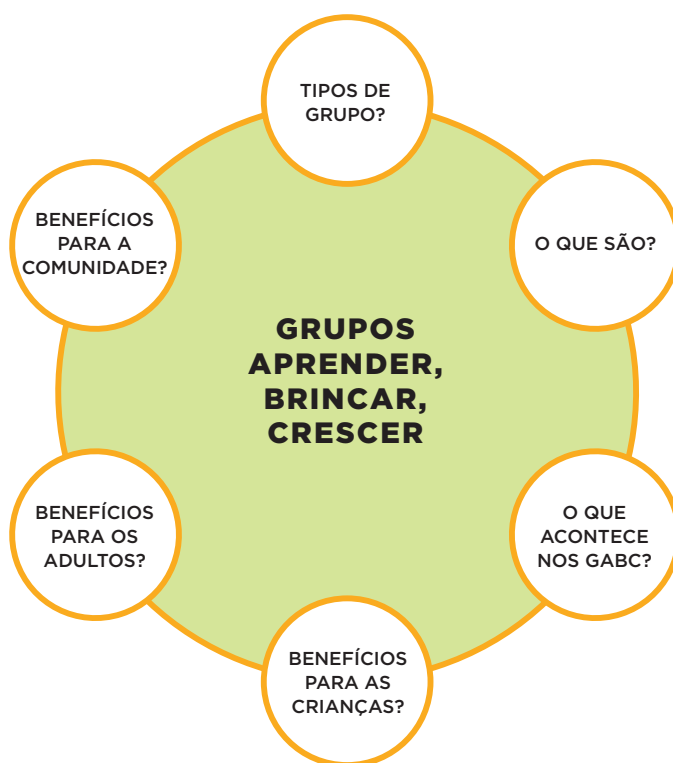 TIPOS DE
GRUPO?
O QUE SÃO?
O QUE
ACONTECE
NOS GABC?
BENEFÍCIOS
PARA AS
CRIANÇAS?
BENEFÍCIOS
PARA OS
ADULTOS?
BENEFÍCIOS
PARA A
COMUNIDADE?
GRUPOS
APRENDER,
BRINCAR,
CRESCER